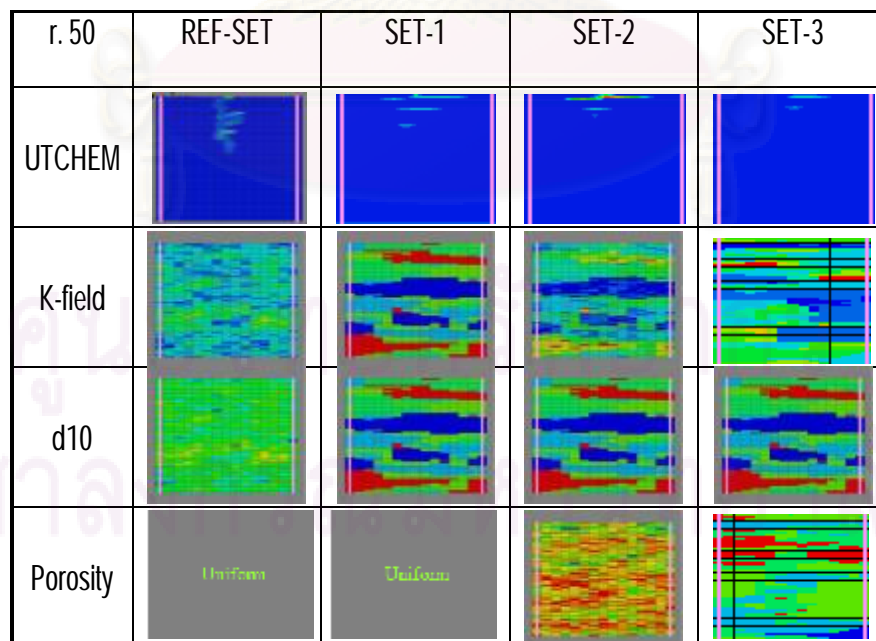 r. 50 REF-SET SET-1 SET-2 SET-3
UTCHEM
K-field
d10
Porosity Uniform Uniform